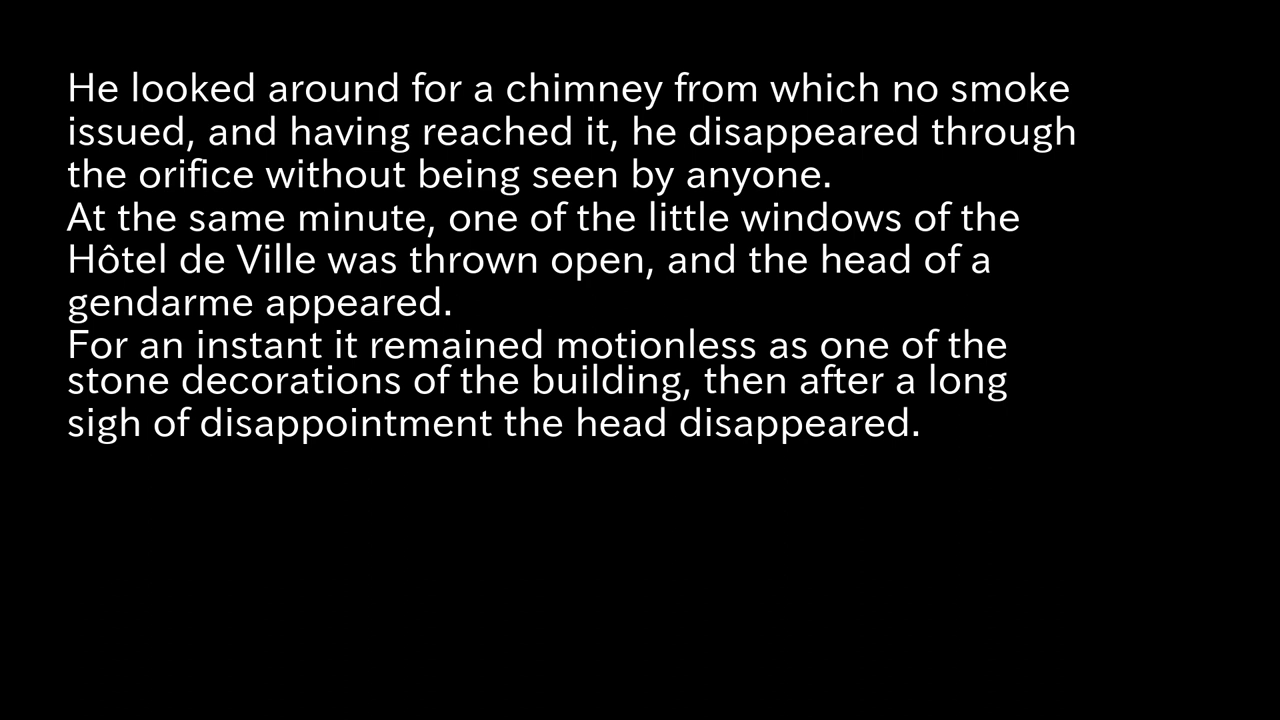 He looked around for a chimney from which no smoke
issued, and having reached it, he disappeared through
the orifice without being seen by anyone.
At the same minute, one of the little windows of the
Hôtel de Ville was thrown open, and the head of a
gendarme appeared.
For an instant it remained motionless as one of the
stone decorations of the building, then after a long
sigh of disappointment the head disappeared.